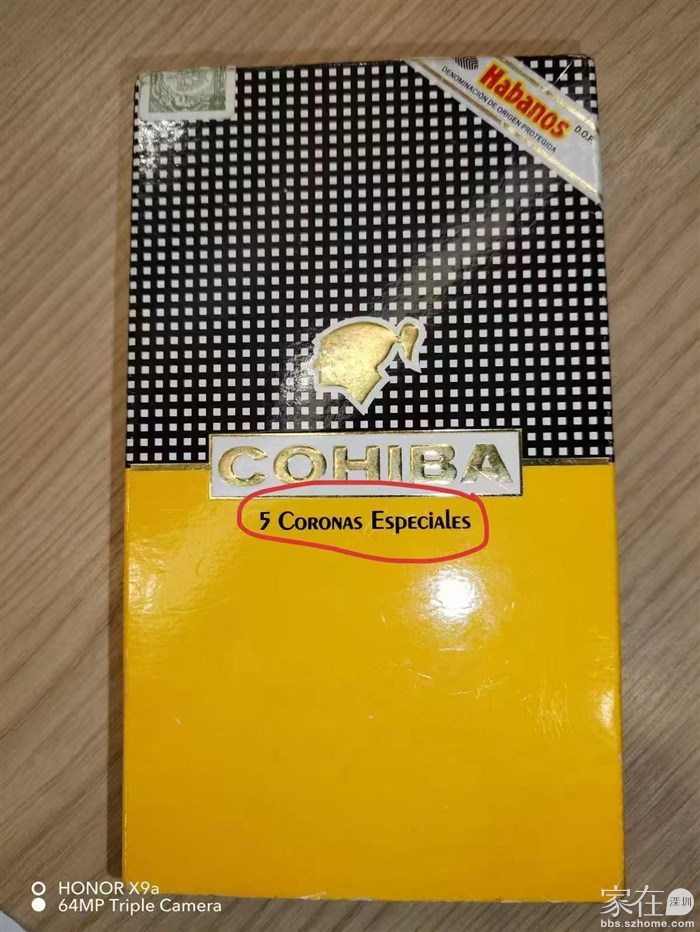 Habanos
D.O.P.
DENOMINACIÓN DE ORIGEN PROTEGIDA
COHIBA
5 CORONAS ESPECIALES
HONOR X9a
64MP Triple Camera
家在 深圳
bbs.szhome.com